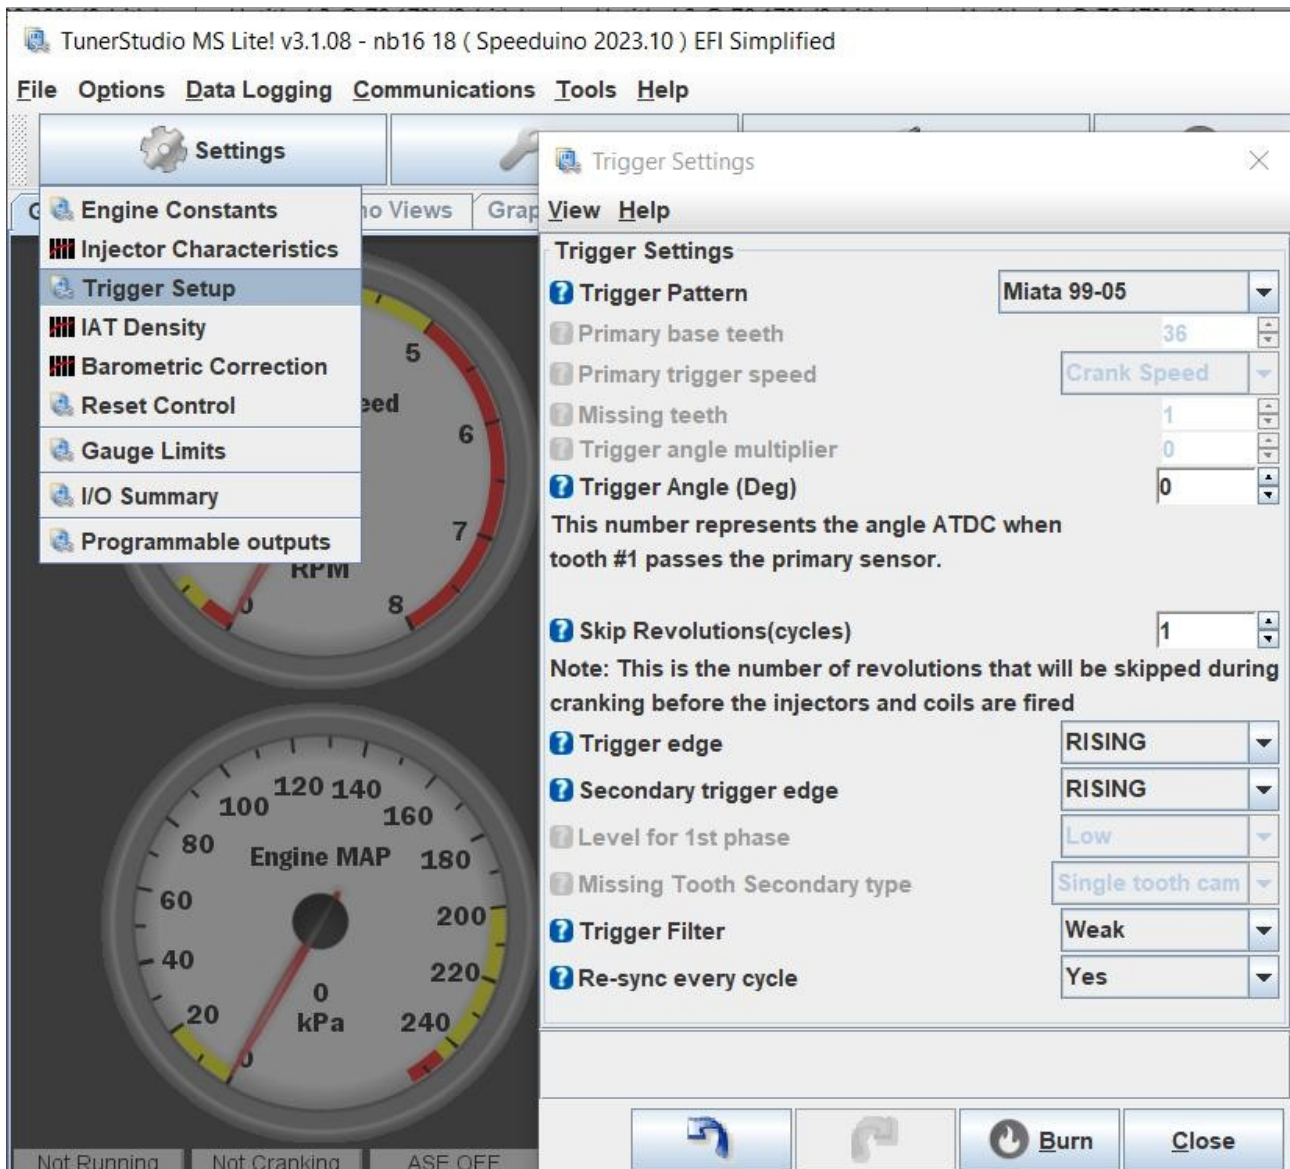 TunerStudio MS Lite! v3.1.08 - nb16 18 ( Speeduino 2023.10 ) EFI Simplified
File Options Data Logging Communications Tools Help
Settings
Engine Constants
Injector Characteristics
Trigger Setup
IAT Density
Barometric Correction
Reset Control
Gauge Limits
I/O Summary
Programmable outputs
no Views
Grap
5
eed
6
7
RPM
0
8
120 140
100 160
80 Engine MAP 180
60 200
40 220
0
20 kPa 240
0
Not Running Not Cranking ASE OFF
Trigger Settings
View Help
Trigger Settings
Trigger Pattern Miata 99-05
Primary base teeth 36
Primary trigger speed Crank Speed
Missing teeth 1
Trigger angle multiplier 0
Trigger Angle (Deg) 0
This number represents the angle ATDC when
tooth #1 passes the primary sensor.
Skip Revolutions(cycles) 1
Note: This is the number of revolutions that will be skipped during
cranking before the injectors and coils are fired
Trigger edge RISING
Secondary trigger edge RISING
Level for 1st phase Low
Missing Tooth Secondary type Single tooth cam
Trigger Filter Weak
Re-sync every cycle Yes
Burn Close